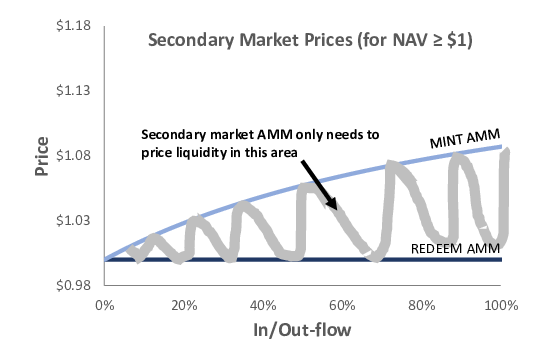 $1.18
Secondary Market Prices (for NAV ≥ $1)
$1.13
Secondary market AMM only needs to
price liquidity in this area
MINT AMM
$1.08
Price
$1.03
REDEEM AMM
$0.98
0% 20% 40% 60% 80% 100%
In/Out-flow